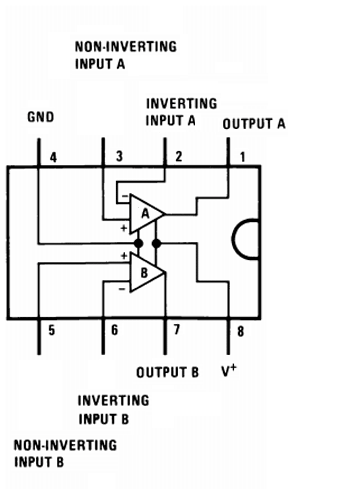 NON-INVERTING
INPUT A
INVERTING
INPUT A
GND
OUTPUT A
4 3 2 1
−
A
+
+
B
−
5 6 7 8
OUTPUT B V+
INVERTING
INPUT B
NON-INVERTING
INPUT B